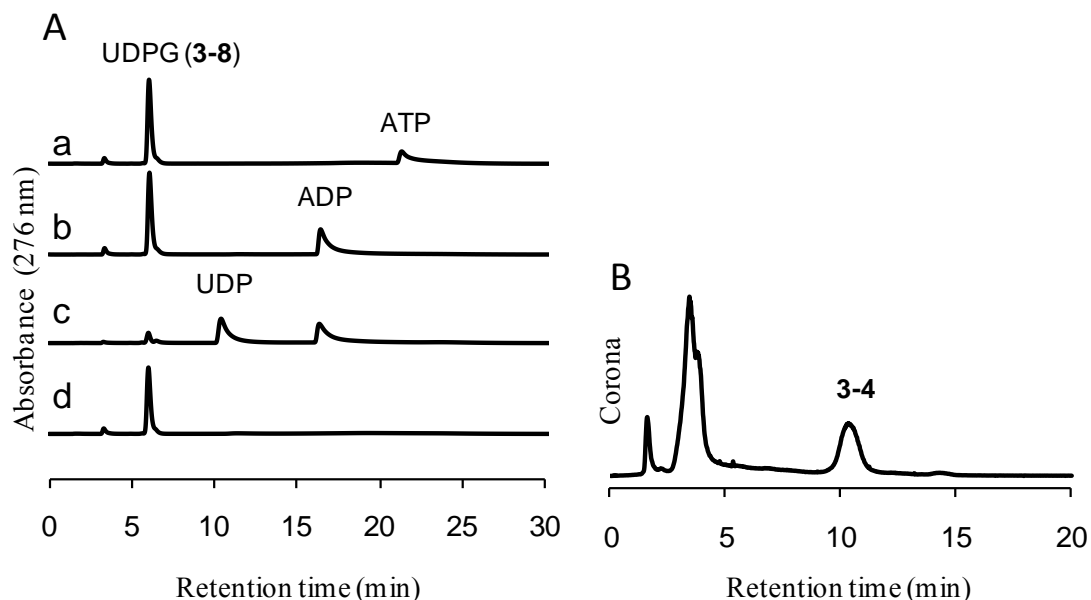 A
UDPG (3-8)
ATP
a
ADP
b
UDP
c
d
Absorbance (276 nm)
0 5 10 15 20 25 30
Retention time (min)
B
3-4
Corona
0 5 10 15 20
Retention time (min)